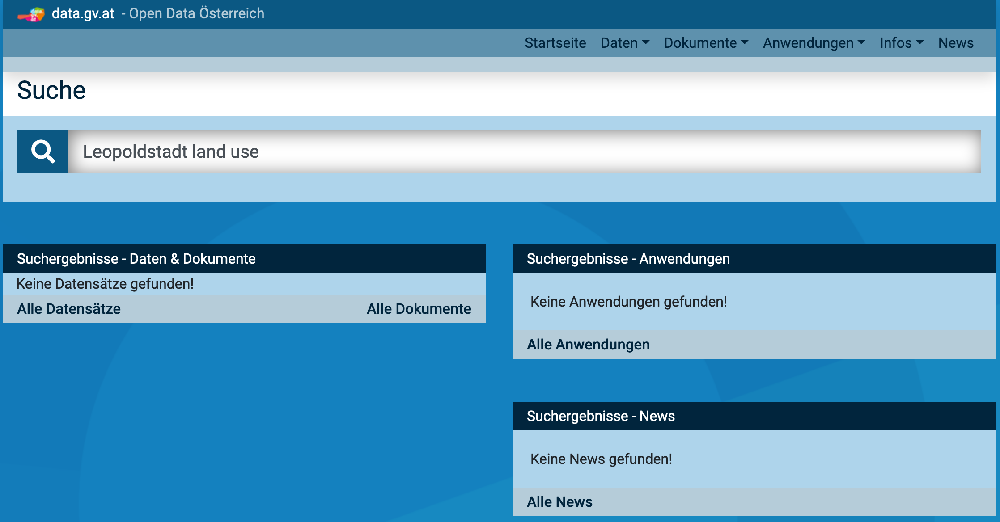 data.gv.at - Open Data Österreich
Startseite Daten Dokumente Anwendungen Infos News
Suche
Leopoldstadt land use
Suchergebnisse - Daten & Dokumente
Keine Datensätze gefunden!
Alle Datensätze Alle Dokumente
Suchergebnisse - Anwendungen
Keine Anwendungen gefunden!
Alle Anwendungen
Suchergebnisse - News
Keine News gefunden!
Alle News